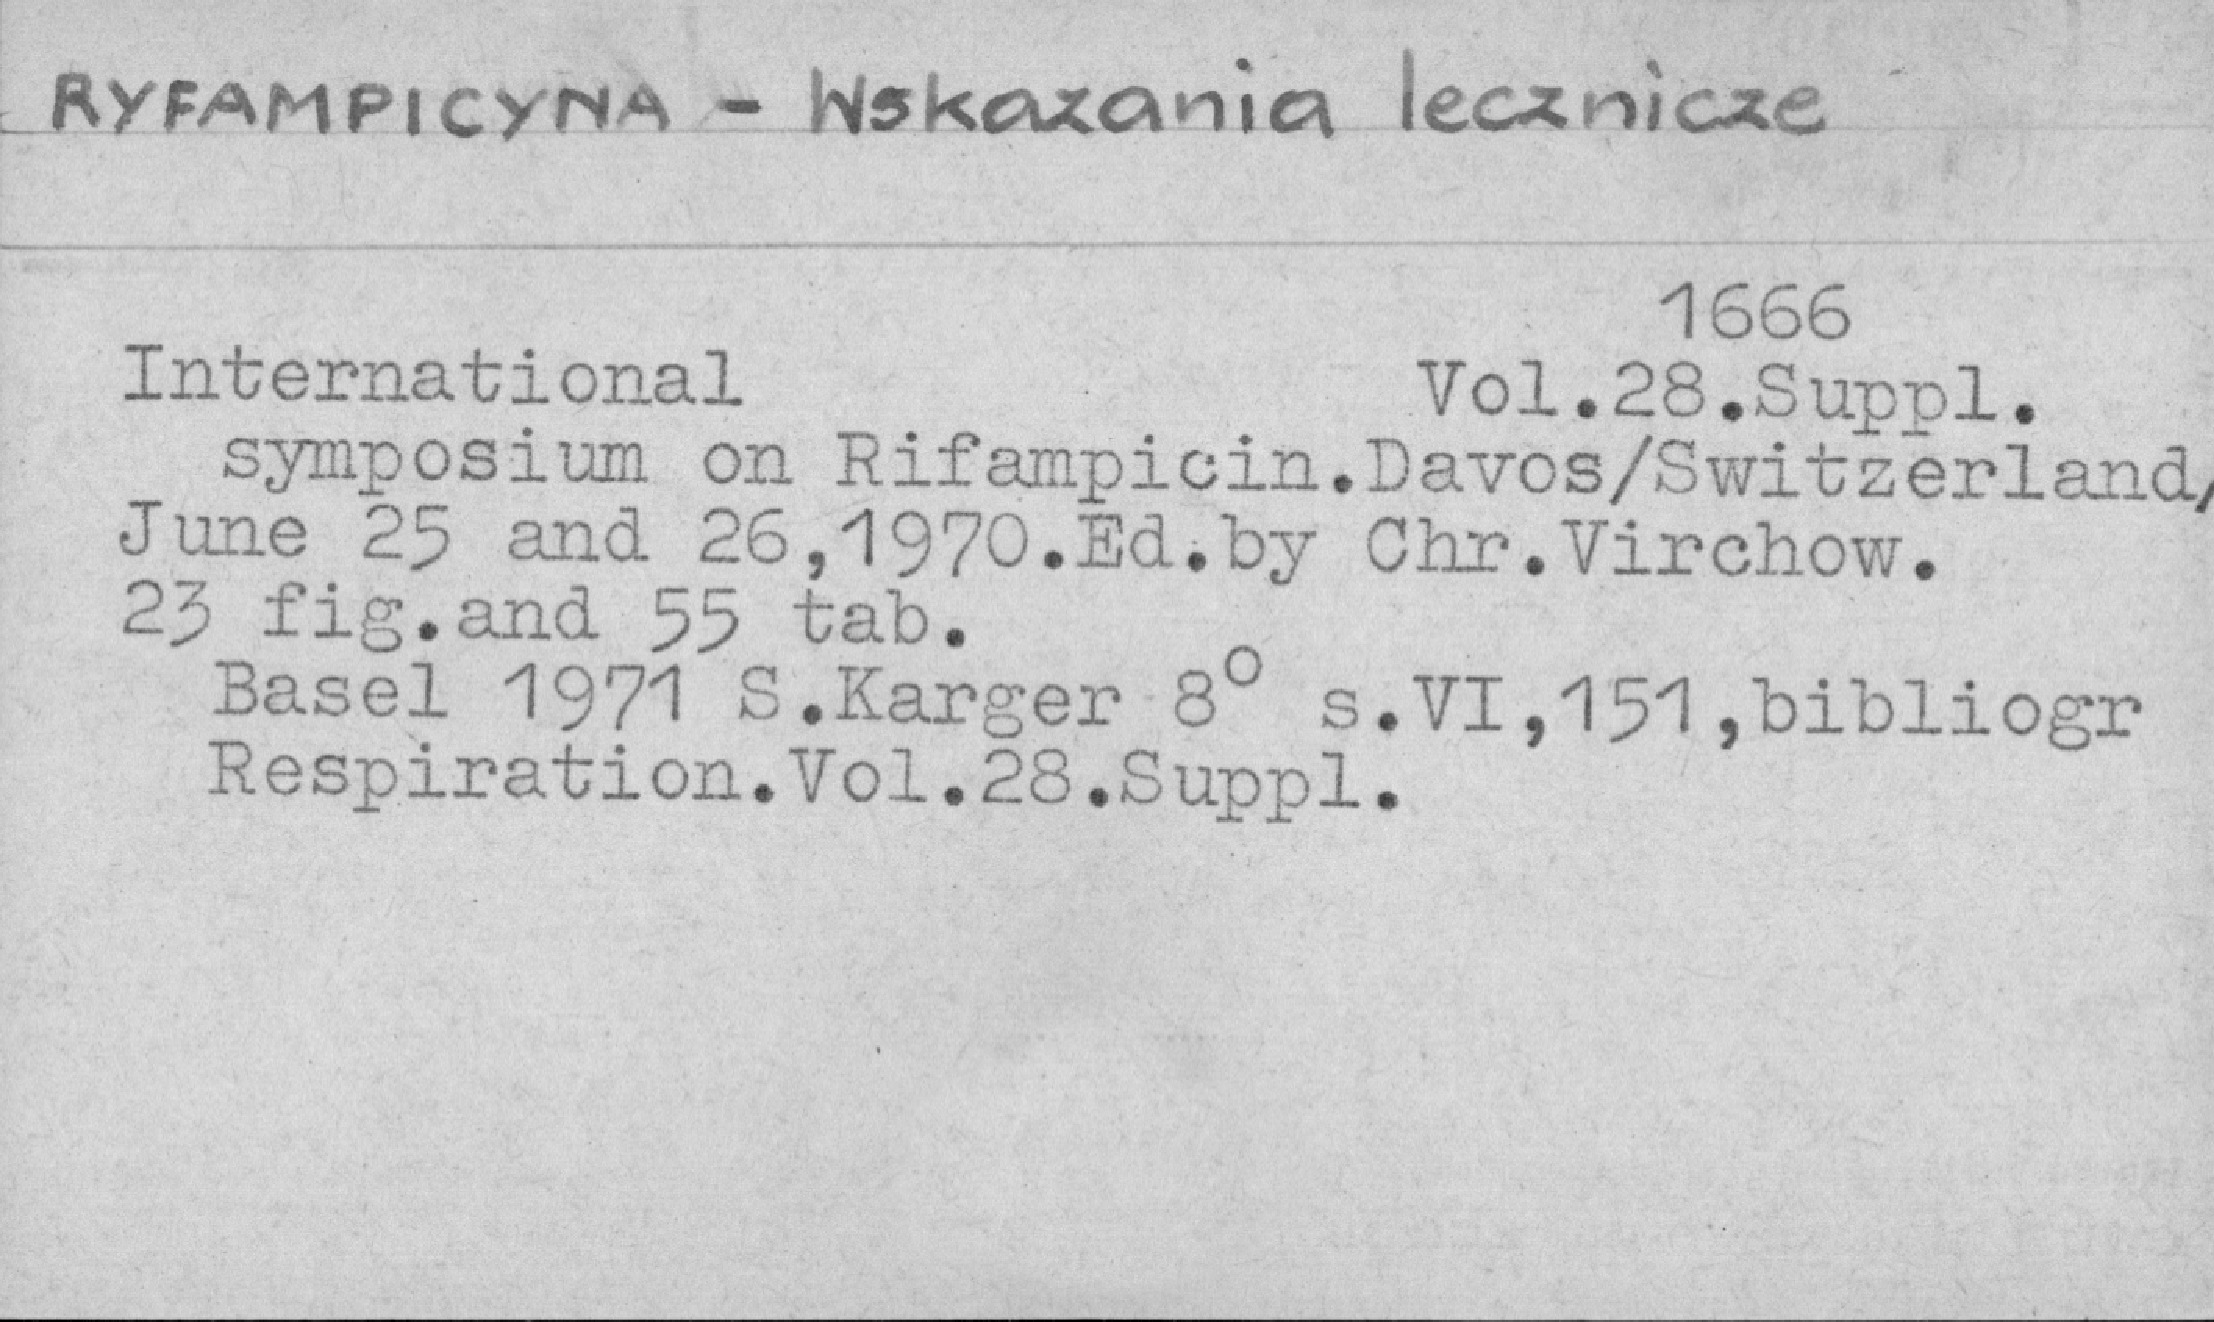 RYFAMPICYNA - Wskazania lecznicze
1666
International Vol.28.Suppl.
symposium on Rifampicin.Davos/Switzerland,
June 25 and 26,1970.Ed.by Chr.Virchow.
23 fig.and 55 tab.
Basel 1971 S.Karger 8° s.VI,151,bibliogr
Respiration.Vol.28.Suppl.